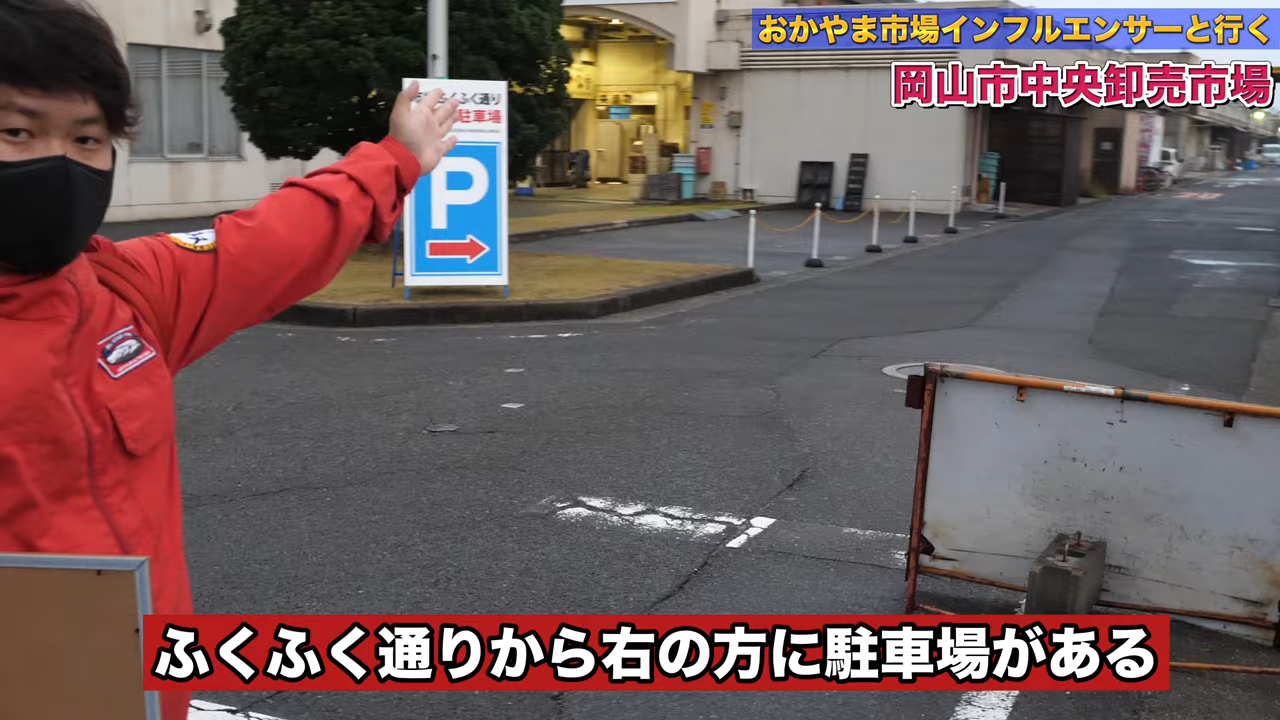 おかやま市場インフルエンサーと行く
岡山市中央卸売市場
ふくふく通り
駐車場
P
ふくふく通りから右の方に駐車場がある